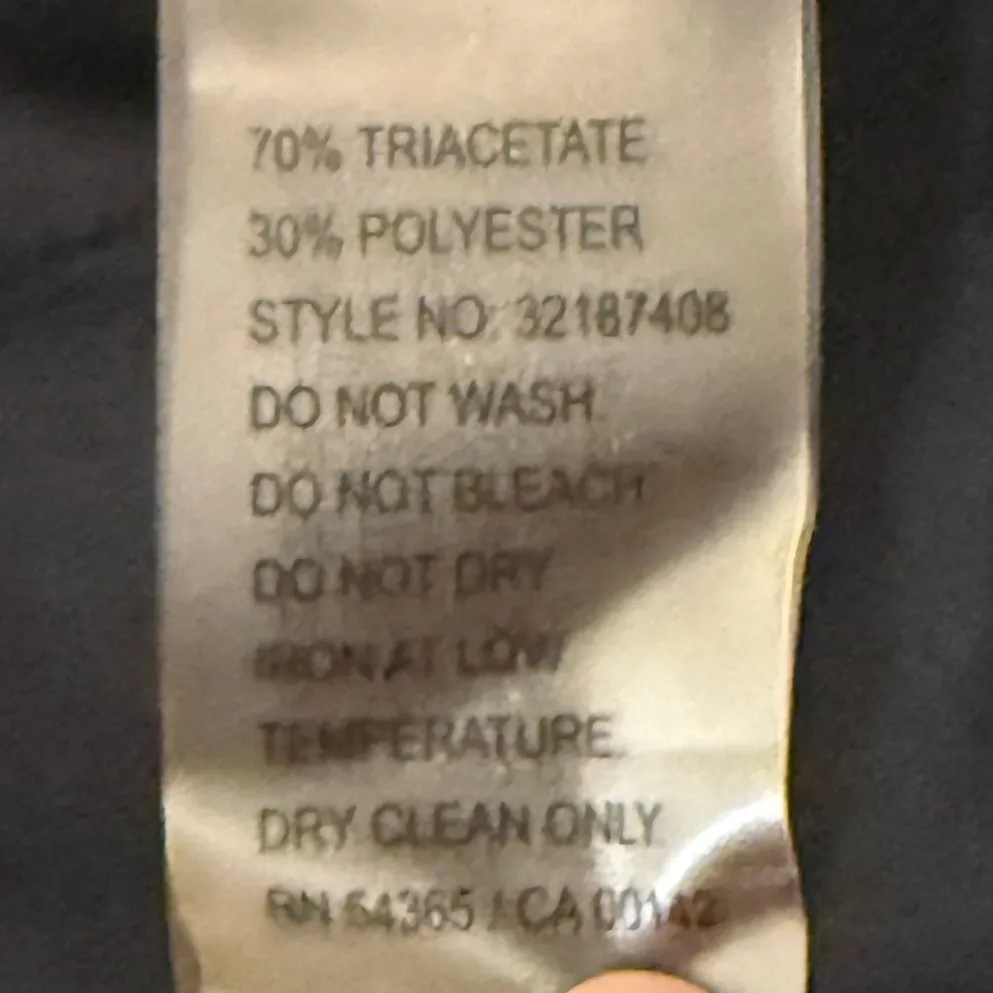 70% TRIACETATE
30% POLYESTER
STYLE NO: 32187408
DO NOT WASH.
DO NOT BLEACH
DO NOT DRY
IRON AT LOW
TEMPERATURE.
DRY CLEAN ONLY.
RN 54365 / CA 00142